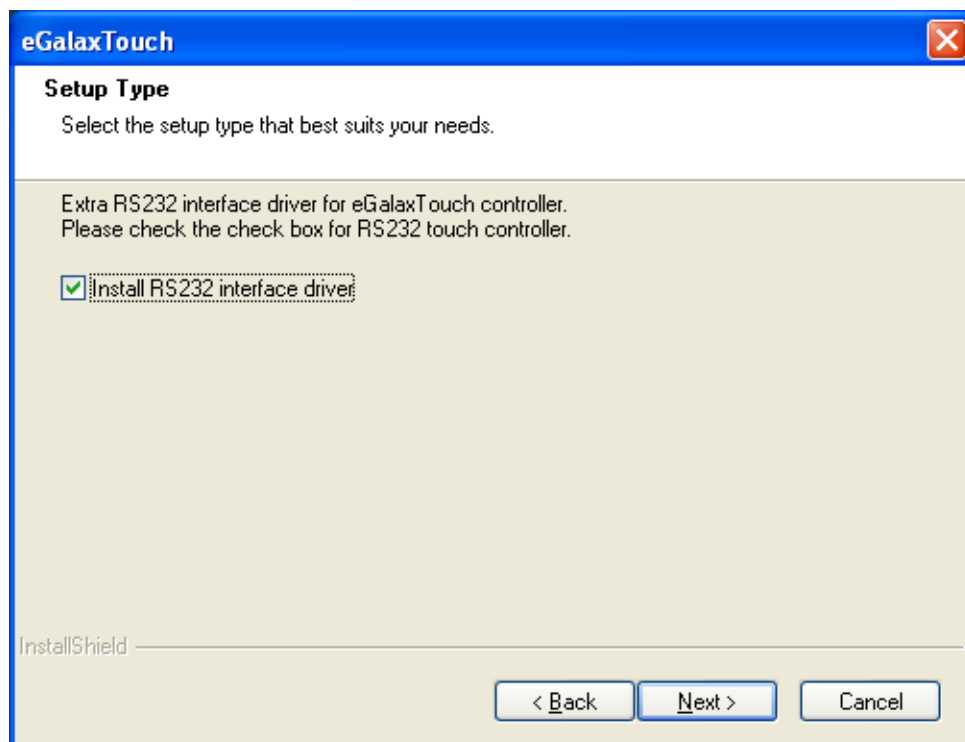 eGalaxTouch
Setup Type
Select the setup type that best suits your needs.
Extra RS232 interface driver for eGalaxTouch controller.
Please check the check box for RS232 touch controller.
Install RS232 interface driver
InstallShield
< Back Next > Cancel